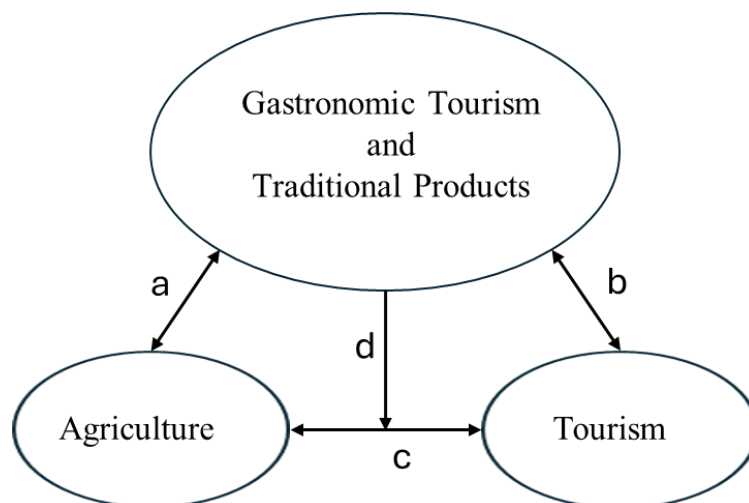 Gastronomic Tourism
and
Traditional Products
a
b
d
Agriculture
c
Tourism